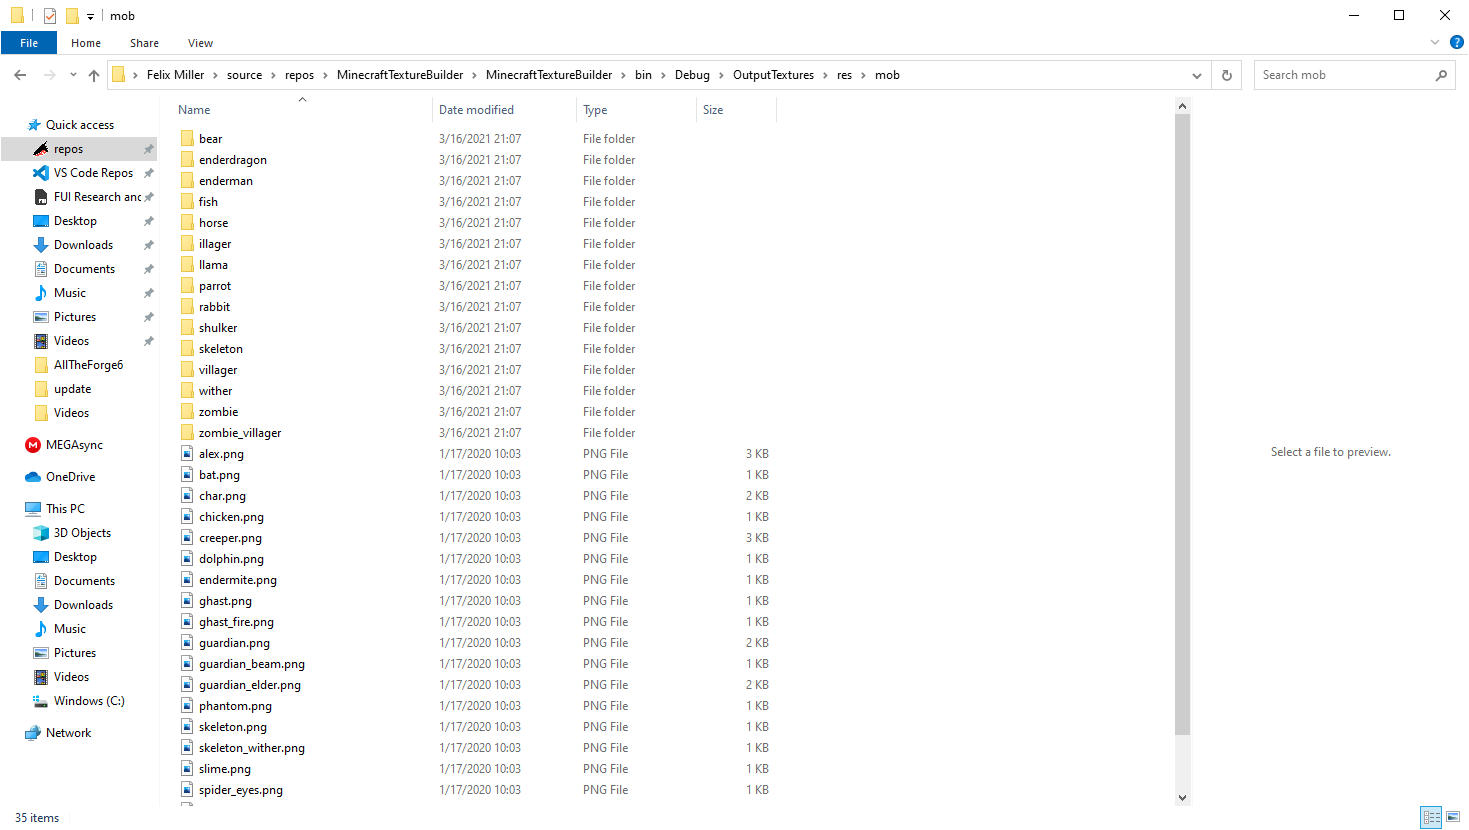 mob
File Home Share View
Felix Miller source repos MinecraftTextureBuilder MinecraftTextureBuilder bin Debug OutputTextures res mob
Search mob
Quick access
repos
VS Code Repos
FUI Research and
Desktop
Downloads
Documents
Music
Pictures
Videos
AllTheForge6
update
Videos
MEGAsync
OneDrive
This PC
3D Objects
Desktop
Documents
Downloads
Music
Pictures
Videos
Windows (C:)
Network
Name Date modified Type Size
bear 3/16/2021 21:07 File folder
enderdragon 3/16/2021 21:07 File folder
enderman 3/16/2021 21:07 File folder
fish 3/16/2021 21:07 File folder
horse 3/16/2021 21:07 File folder
illager 3/16/2021 21:07 File folder
llama 3/16/2021 21:07 File folder
parrot 3/16/2021 21:07 File folder
rabbit 3/16/2021 21:07 File folder
shulker 3/16/2021 21:07 File folder
skeleton 3/16/2021 21:07 File folder
villager 3/16/2021 21:07 File folder
wither 3/16/2021 21:07 File folder
zombie 3/16/2021 21:07 File folder
zombie_villager 3/16/2021 21:07 File folder
alex.png 1/17/2020 10:03 PNG File 3 KB
bat.png 1/17/2020 10:03 PNG File 1 KB
char.png 1/17/2020 10:03 PNG File 2 KB
chicken.png 1/17/2020 10:03 PNG File 1 KB
creeper.png 1/17/2020 10:03 PNG File 3 KB
dolphin.png 1/17/2020 10:03 PNG File 1 KB
endermite.png 1/17/2020 10:03 PNG File 1 KB
ghast.png 1/17/2020 10:03 PNG File 1 KB
ghast_fire.png 1/17/2020 10:03 PNG File 1 KB
guardian.png 1/17/2020 10:03 PNG File 2 KB
guardian_beam.png 1/17/2020 10:03 PNG File 1 KB
guardian_elder.png 1/17/2020 10:03 PNG File 2 KB
phantom.png 1/17/2020 10:03 PNG File 1 KB
skeleton.png 1/17/2020 10:03 PNG File 1 KB
skeleton_wither.png 1/17/2020 10:03 PNG File 1 KB
slime.png 1/17/2020 10:03 PNG File 1 KB
spider_eyes.png 1/17/2020 10:03 PNG File 1 KB
Select a file to preview.
35 items